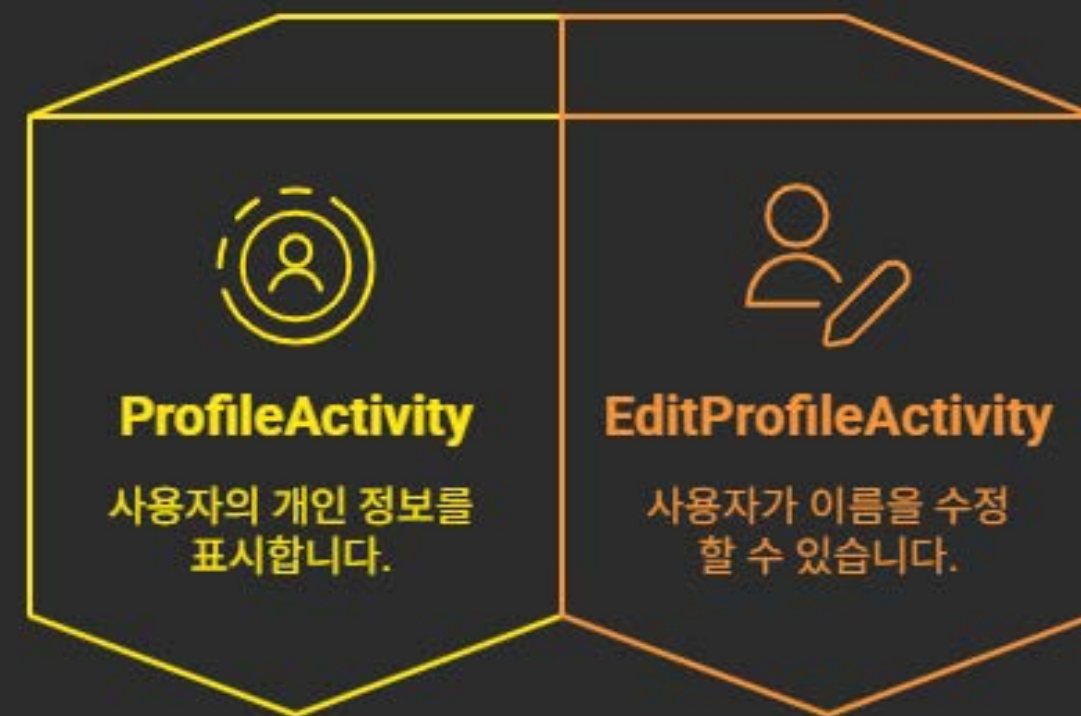 ProfileActivity
사용자의 개인 정보를
표시합니다.
EditProfileActivity
사용자가 이름을 수정
할 수 있습니다.